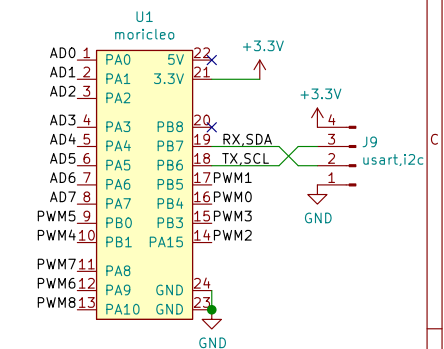 U1
moricleo
AD0 1 PA0 5V 22
+3.3V
AD1 2 PA1 3.3V 21
AD2 3 PA2
+3.3V
AD3 4 PA3 PB8 20 4
AD4 5 PA4 PB7 19 RX,SDA 3 J9
AD5 6 PA5 PB6 18 TX,SCL 2 usart,i2c
AD6 7 PA6 PB5 17 PWM1 1
AD7 8 PA7 PB4 16 PWM0
PWM5 9 PB0 PB3 15 PWM3 GND
PWM4 10 PB1 PA15 14 PWM2
PWM7 11 PA8
PWM6 12 PA9 GND 24
PWM8 13 PA10 GND 23
GND
C